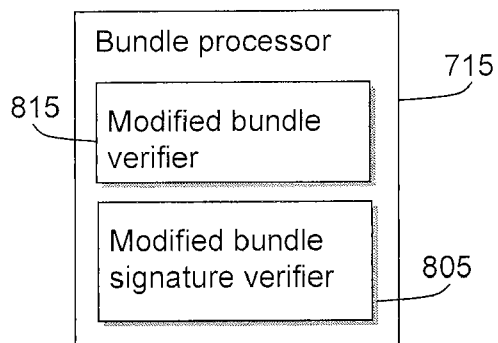 Bundle processor
715
815
Modified bundle
verifier
Modified bundle
signature verifier
805